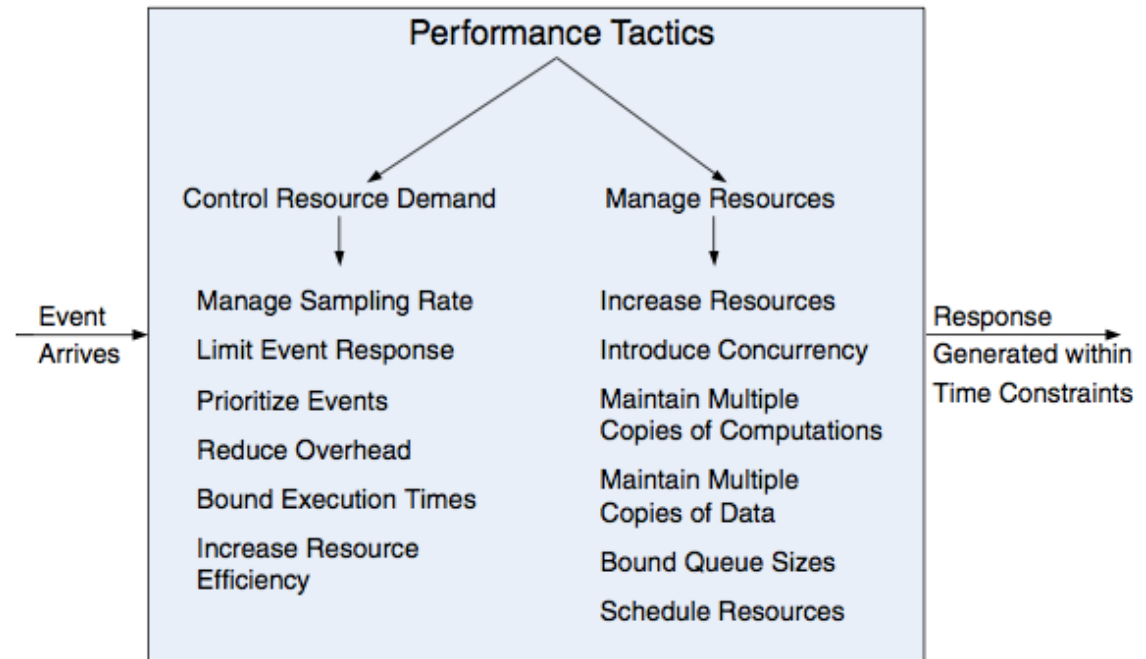 Performance Tactics
Control Resource Demand
Manage Sampling Rate
Limit Event Response
Prioritize Events
Reduce Overhead
Bound Execution Times
Increase Resource
Efficiency
Manage Resources
Increase Resources
Introduce Concurrency
Maintain Multiple
Copies of Computations
Maintain Multiple
Copies of Data
Bound Queue Sizes
Schedule Resources
Event
Arrives
Response
Generated within
Time Constraints